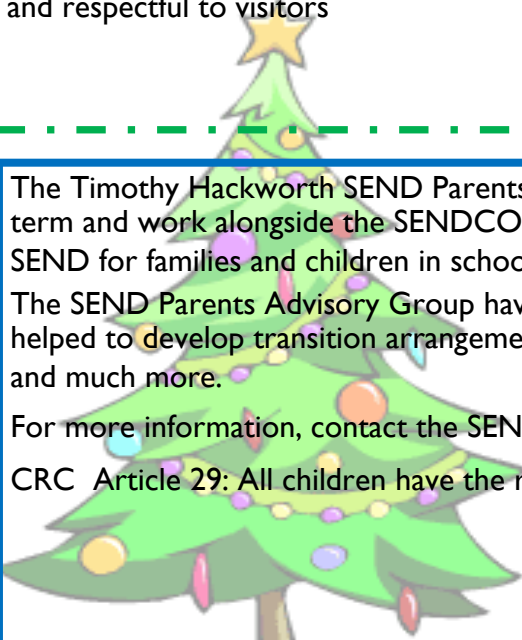 and respectful to visitors
The Timothy Hackworth SEND Parents
term and work alongside the SENDCO
SEND for families and children in schoo
The SEND Parents Advisory Group hav
helped to develop transition arrangeme
and much more.
For more information, contact the SEN
CRC  Article 29: All children have the r